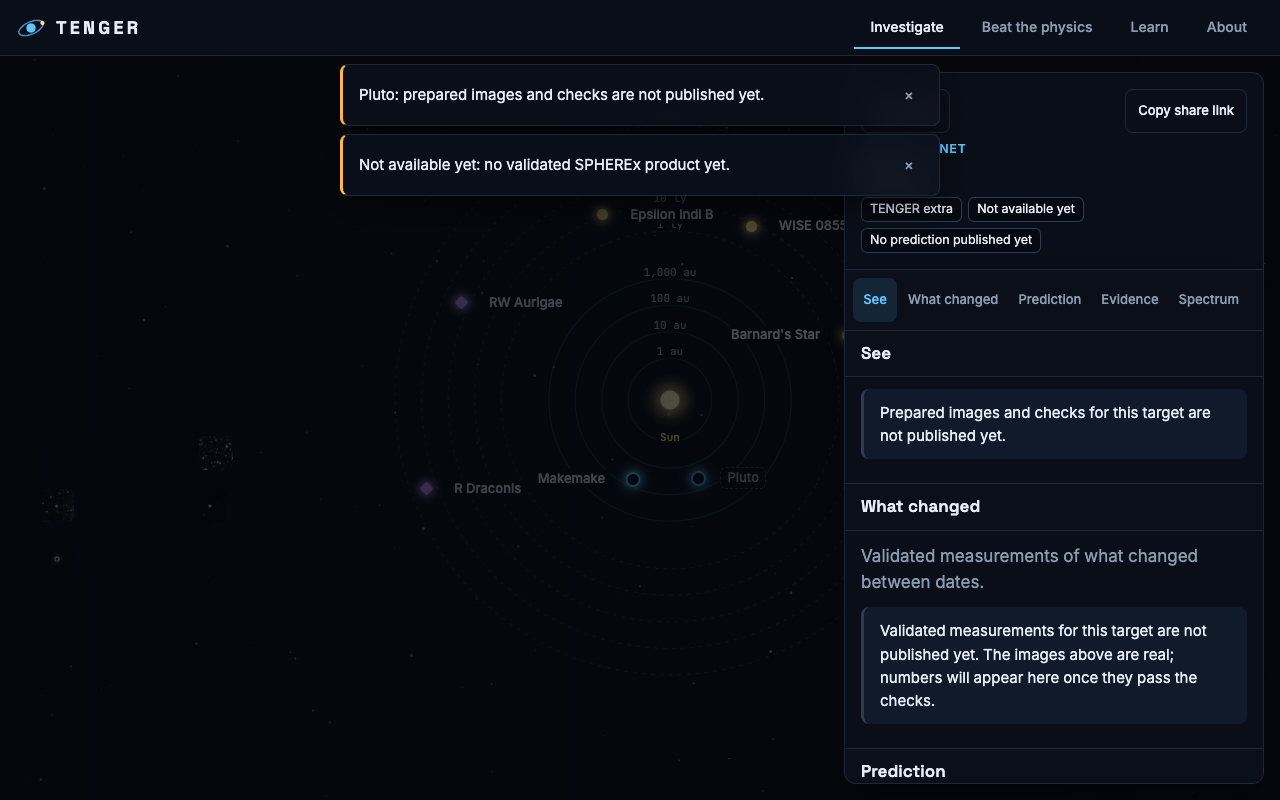 TENGER
Investigate
Beat the physics
Learn
About
Pluto: prepared images and checks are not published yet.
×
Not available yet: no validated SPHEREx product yet.
×
Copy share link
NET
TENGER extra
Not available yet
No prediction published yet
10 ly
Epsilon Indi B
1 ly
WISE 0855
1,000 au
RW Aurigae
100 au
10 au
Barnard's Star
1 au
Sun
Makemake
Pluto
R Draconis
See
What changed
Prediction
Evidence
Spectrum
See
Prepared images and checks for this target are
not published yet.
What changed
Validated measurements of what changed
between dates.
Validated measurements for this target are not
published yet. The images above are real;
numbers will appear here once they pass the
checks.
Prediction